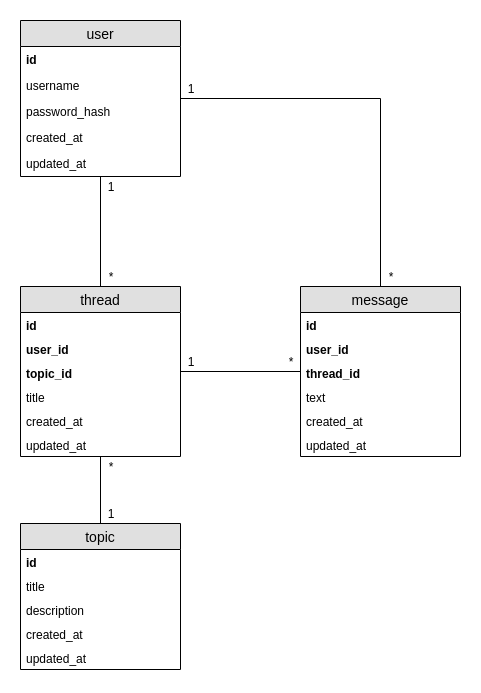 user
id
username
password_hash
created_at
updated_at
1
*
1
*
thread
id
user_id
topic_id
title
created_at
updated_at
1
*
message
id
user_id
thread_id
text
created_at
updated_at
*
1
topic
id
title
description
created_at
updated_at